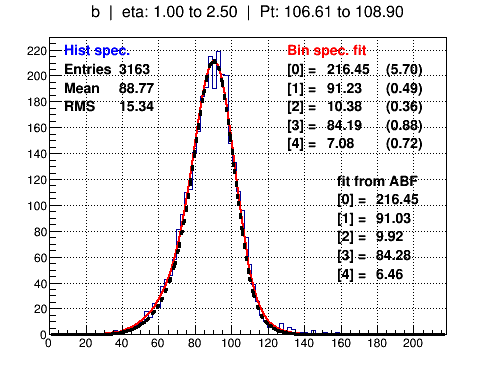 b | eta: 1.00 to 2.50 | Pt: 106.61 to 108.90
Hist spec.
Entries 3163
Mean 88.77
RMS 15.34
Bin spec. fit
[0] = 216.45 (5.70)
[1] = 91.23 (0.49)
[2] = 10.38 (0.36)
[3] = 84.19 (0.88)
[4] = 7.08 (0.72)
fit from ABF
[0] = 216.45
[1] = 91.03
[2] = 9.92
[3] = 84.28
[4] = 6.46
220
200
180
160
140
120
100
80
60
40
20
0
0 20 40 60 80 100 120 140 160 180 200